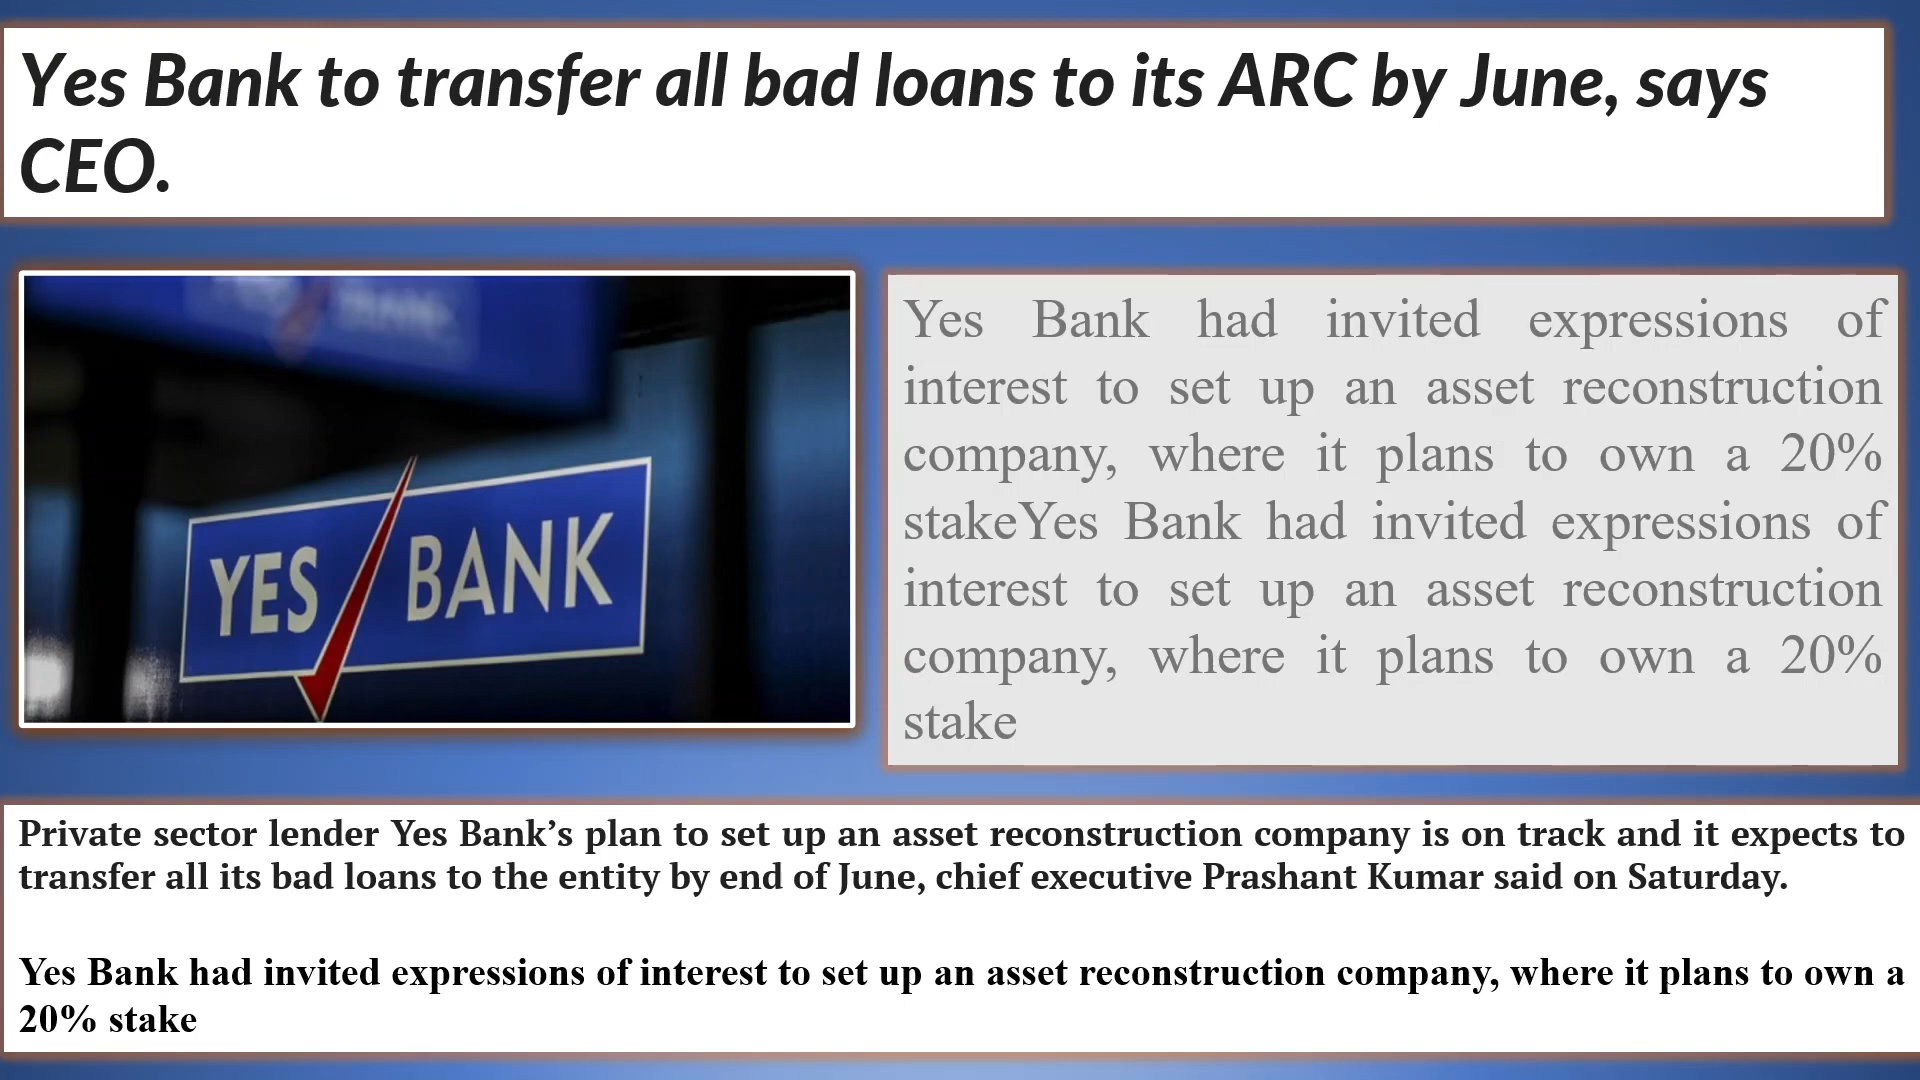 Yes Bank to transfer all bad loans to its ARC by June, says
CEO.
YES BANK
Yes Bank had invited expressions of
interest to set up an asset reconstruction
company, where it plans to own a 20%
stakeYes Bank had invited expressions of
interest to set up an asset reconstruction
company, where it plans to own a 20%
stake
Private sector lender Yes Bank’s plan to set up an asset reconstruction company is on track and it expects to
transfer all its bad loans to the entity by end of June, chief executive Prashant Kumar said on Saturday.
Yes Bank had invited expressions of interest to set up an asset reconstruction company, where it plans to own a
20% stake